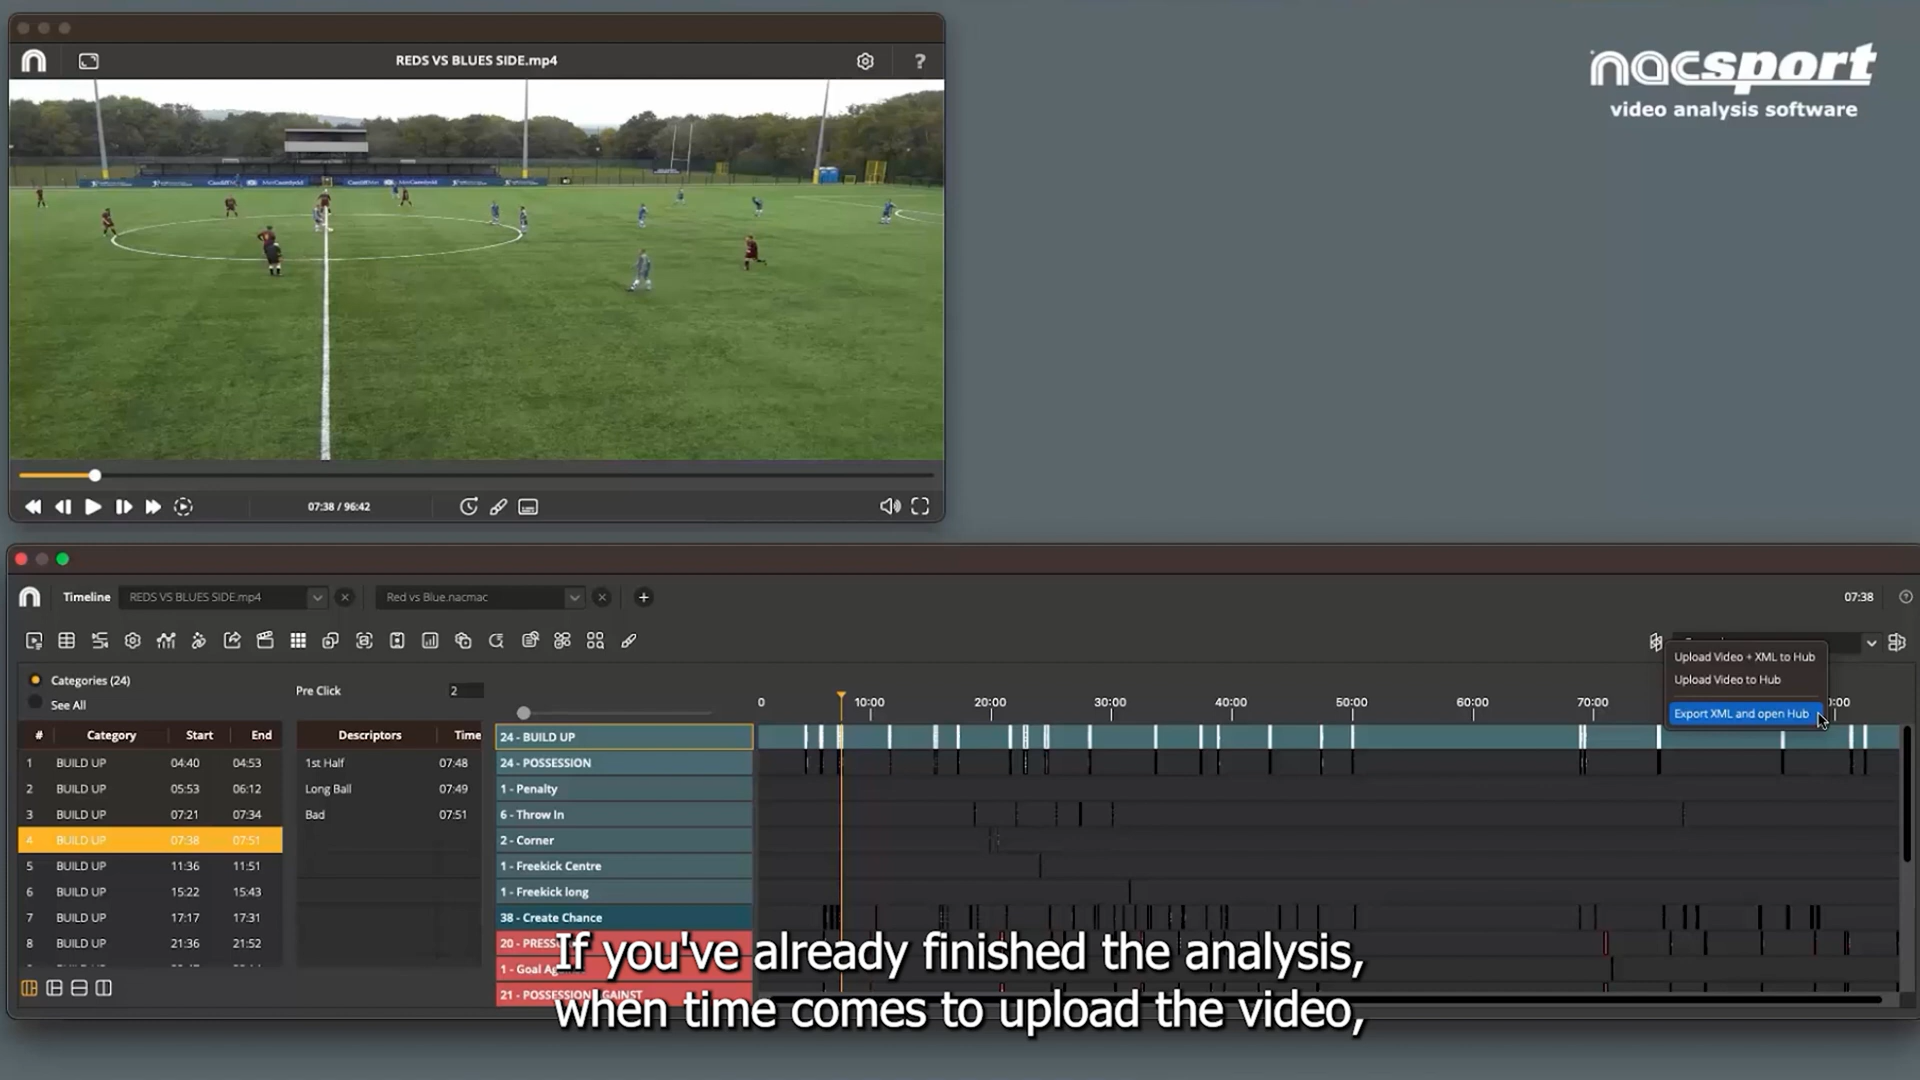 REDS VS BLUES SIDE.mp4
?
nacsport
video analysis software
07:38 / 96:42
Timeline
REDS VS BLUES SIDE.mp4
Red vs Blue.nacmac
07:38
Upload Video + XML to Hub
Upload Video to Hub
Export XML and open Hub
Categories (24)
See All
Pre Click
2
0 10:00 20:00 30:00 40:00 50:00 60:00 70:00
# Category Start End
1 BUILD UP 04:40 04:53
2 BUILD UP 05:53 06:12
3 BUILD UP 07:21 07:34
4 BUILD UP 07:38 07:51
5 BUILD UP 11:36 11:51
6 BUILD UP 15:22 15:43
7 BUILD UP 17:17 17:31
8 BUILD UP 21:36 21:52
Descriptors Time
1st Half 07:48
Long Ball 07:49
Bad 07:51
24 - BUILD UP
24 - POSSESSION
1 - Penalty
6 - Throw In
2 - Corner
1 - Freekick Centre
1 - Freekick long
38 - Create Chance
20 - PRESS
1 - Goal
21 - POSSESSION AGAINST
If you've already finished the analysis,
when time comes to upload the video,